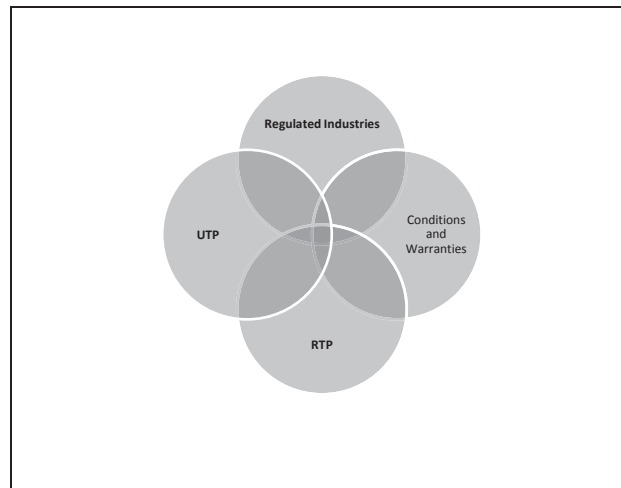 Regulated Industries
UTP
Conditions
and
Warranties
RTP